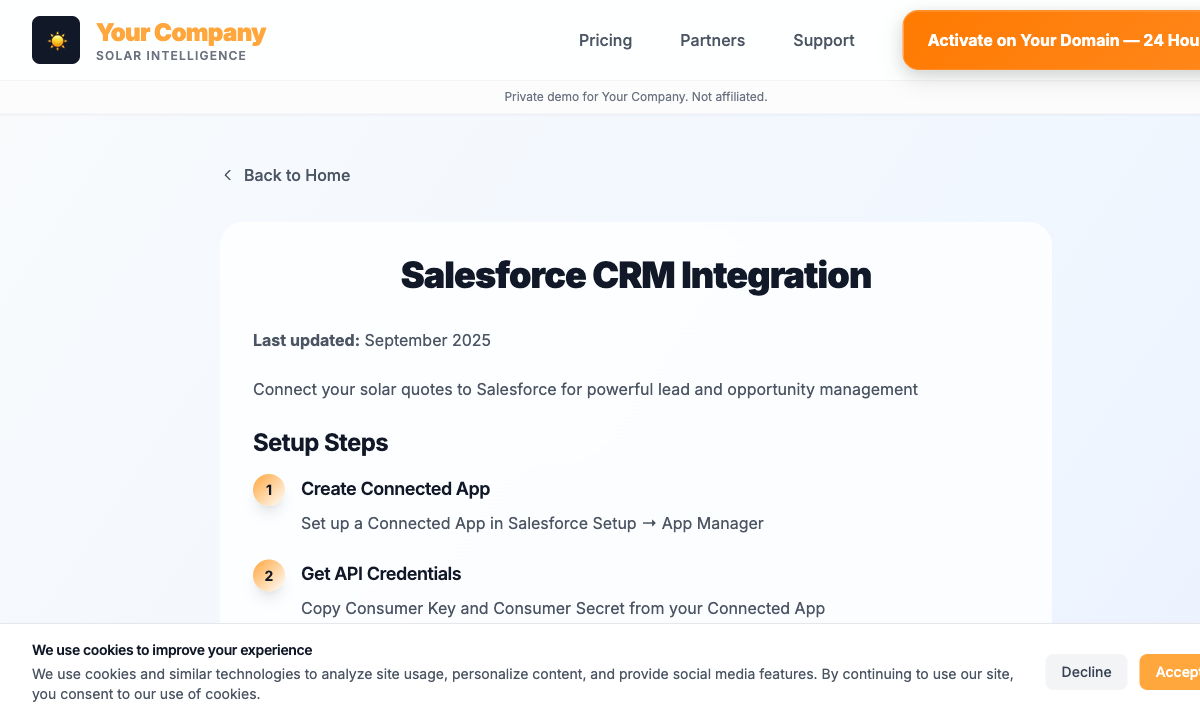 Your Company
SOLAR INTELLIGENCE
Pricing
Partners
Support
Activate on Your Domain — 24 Hou
Private demo for Your Company. Not affiliated.
Back to Home
Salesforce CRM Integration
Last updated: September 2025
Connect your solar quotes to Salesforce for powerful lead and opportunity management
Setup Steps
1
Create Connected App
Set up a Connected App in Salesforce Setup → App Manager
2
Get API Credentials
Copy Consumer Key and Consumer Secret from your Connected App
We use cookies to improve your experience
We use cookies and similar technologies to analyze site usage, personalize content, and provide social media features. By continuing to use our site,
you consent to our use of cookies.
Decline
Accep